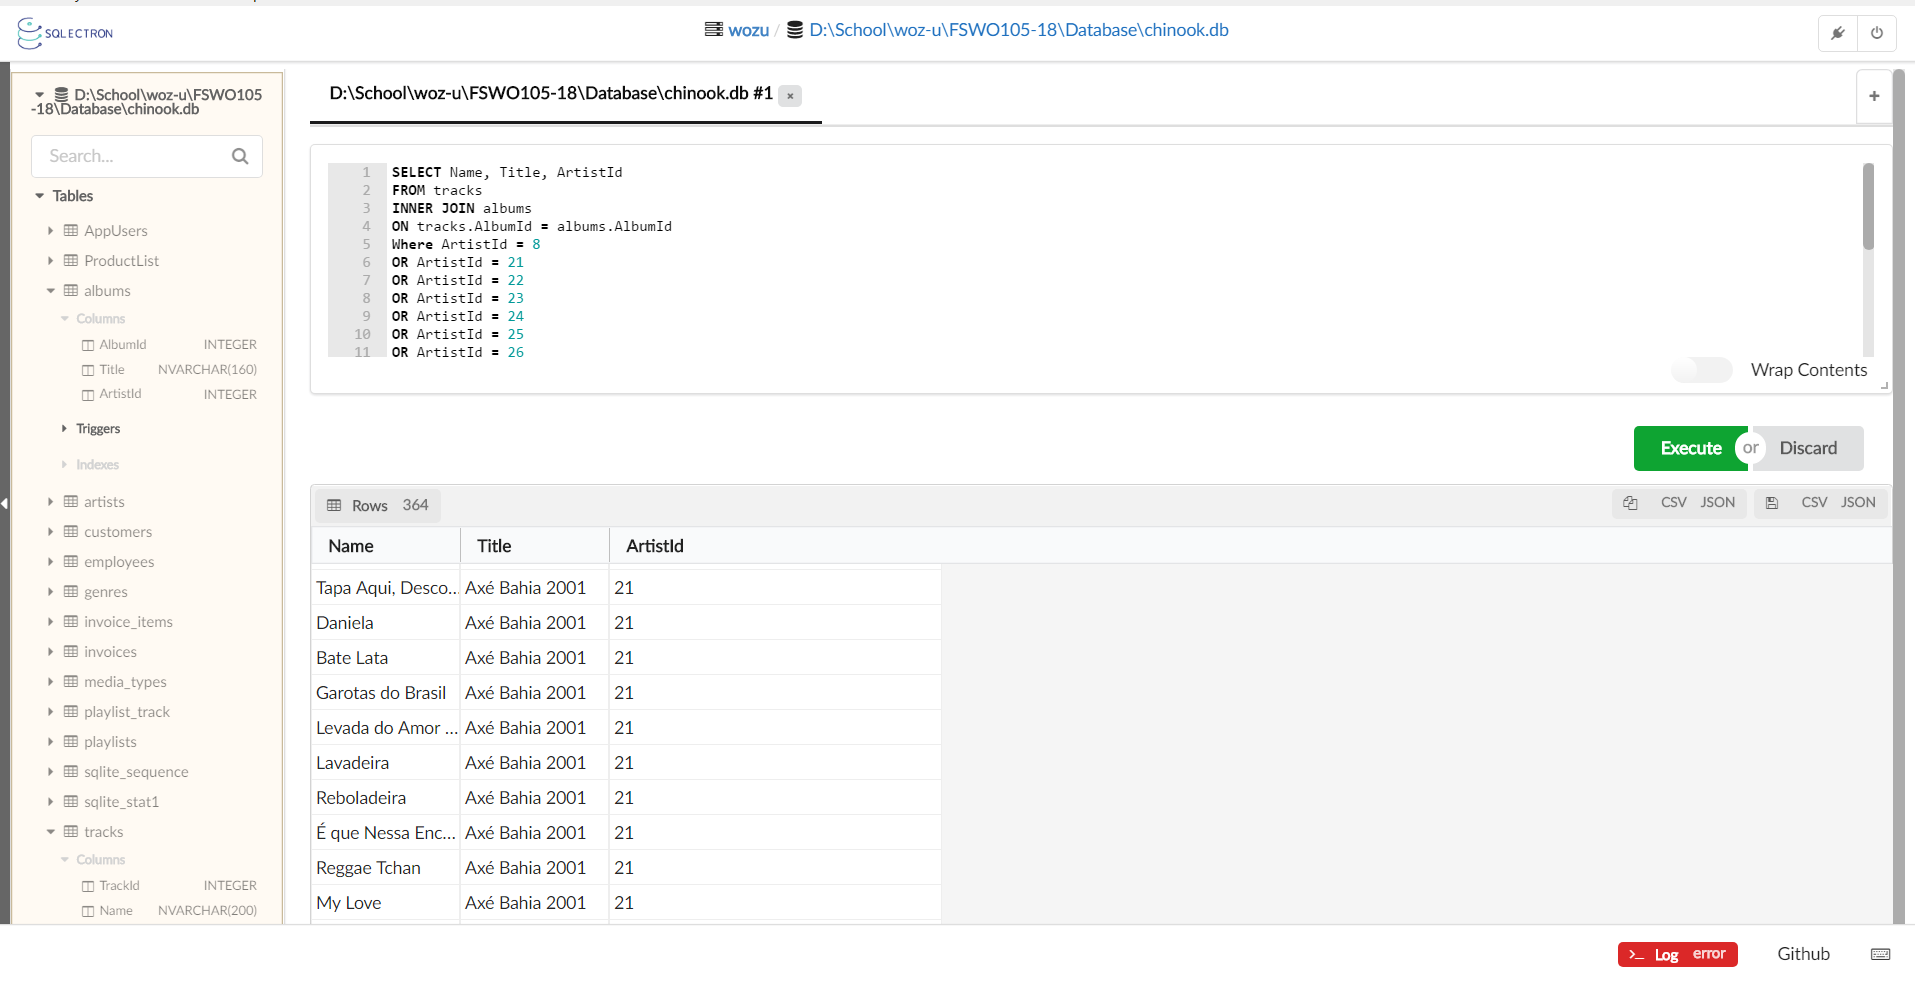 SQLECTRON
wozu / D:\School\woz-u\FSWO105-18\Database\chinook.db
D:\School\woz-u\FSWO105
-18\Database\chinook.db
Search...
Tables
AppUsers
ProductList
albums
Columns
AlbumId INTEGER
Title NVARCHAR(160)
ArtistId INTEGER
Triggers
Indexes
artists
customers
employees
genres
invoice_items
invoices
media_types
playlist_track
playlists
sqlite_sequence
sqlite_stat1
tracks
Columns
TrackId INTEGER
Name NVARCHAR(200)
D:\School\woz-u\FSWO105-18\Database\chinook.db #1 ×
+
1 SELECT Name, Title, ArtistId
2 FROM tracks
3 INNER JOIN albums
4 ON tracks.AlbumId = albums.AlbumId
5 Where ArtistId = 8
6 OR ArtistId = 21
7 OR ArtistId = 22
8 OR ArtistId = 23
9 OR ArtistId = 24
10 OR ArtistId = 25
11 OR ArtistId = 26
Wrap Contents
Execute or Discard
Rows 364 CSV JSON CSV JSON
Name Title ArtistId
Tapa Aqui, Desco... Axé Bahia 2001 21
Daniela Axé Bahia 2001 21
Bate Lata Axé Bahia 2001 21
Garotas do Brasil Axé Bahia 2001 21
Levada do Amor ... Axé Bahia 2001 21
Lavadeira Axé Bahia 2001 21
Reboladeira Axé Bahia 2001 21
É que Nessa Enc... Axé Bahia 2001 21
Reggae Tchan Axé Bahia 2001 21
My Love Axé Bahia 2001 21
>_ Log error Github